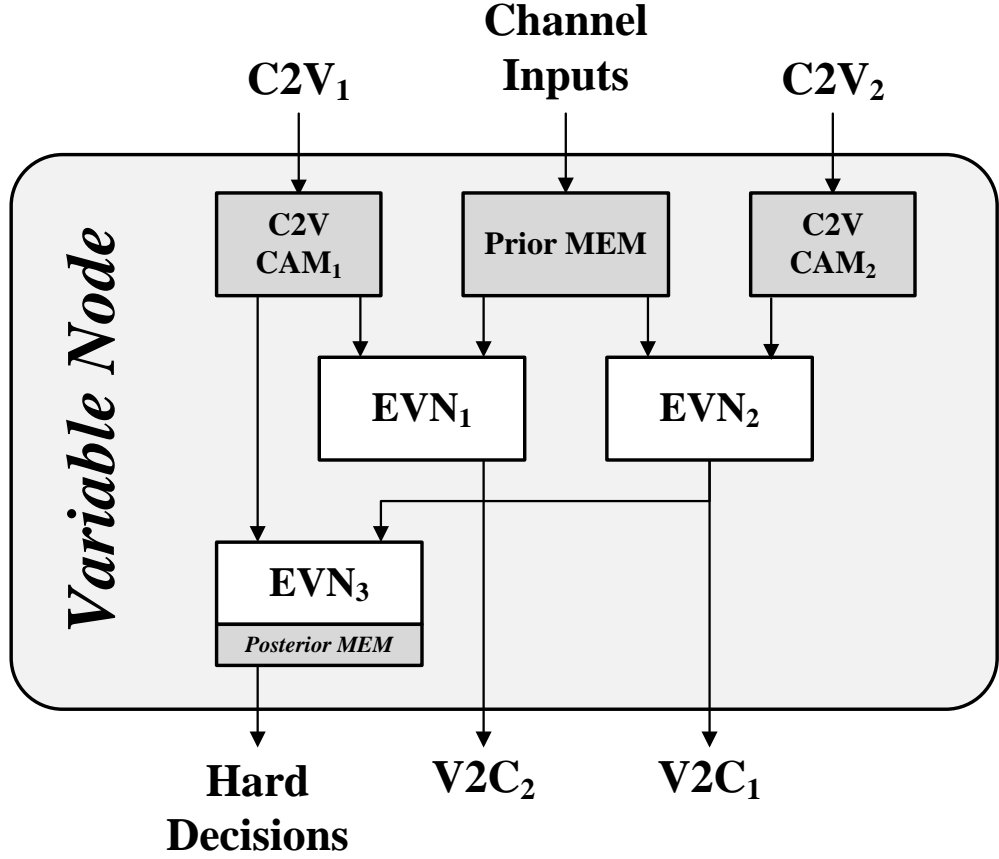 Channel
Inputs
C2V₁
C2V₂
Variable Node
C2V
CAM₁
Prior MEM
C2V
CAM₂
EVN₁
EVN₂
EVN₃
Posterior MEM
Hard
Decisions
V2C₂
V2C₁